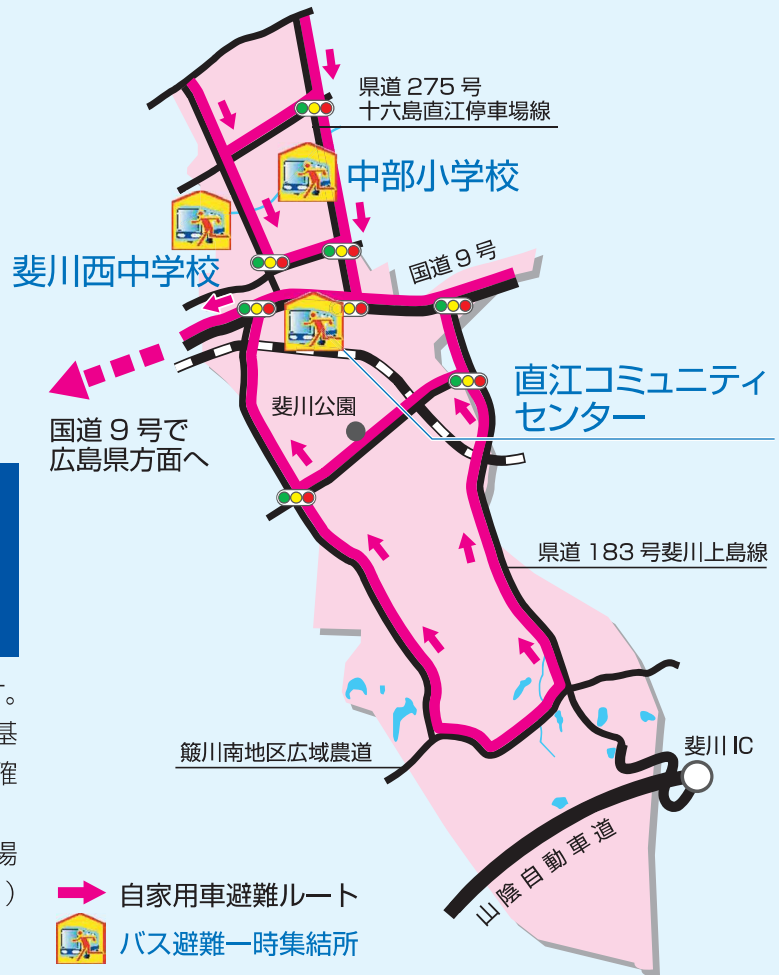 県道 275 号
十六島直江停車場線
中部小学校
斐川西中学校
国道 9 号
直江コミュニティ
センター
斐川公園
国道 9 号で
広島県方面へ
県道 183 号斐川上島線
す。
基
確
簸川南地区広域農道
斐川 IC
山陰自動車道
場
)
自家用車避難ルート
バス避難一時集結所